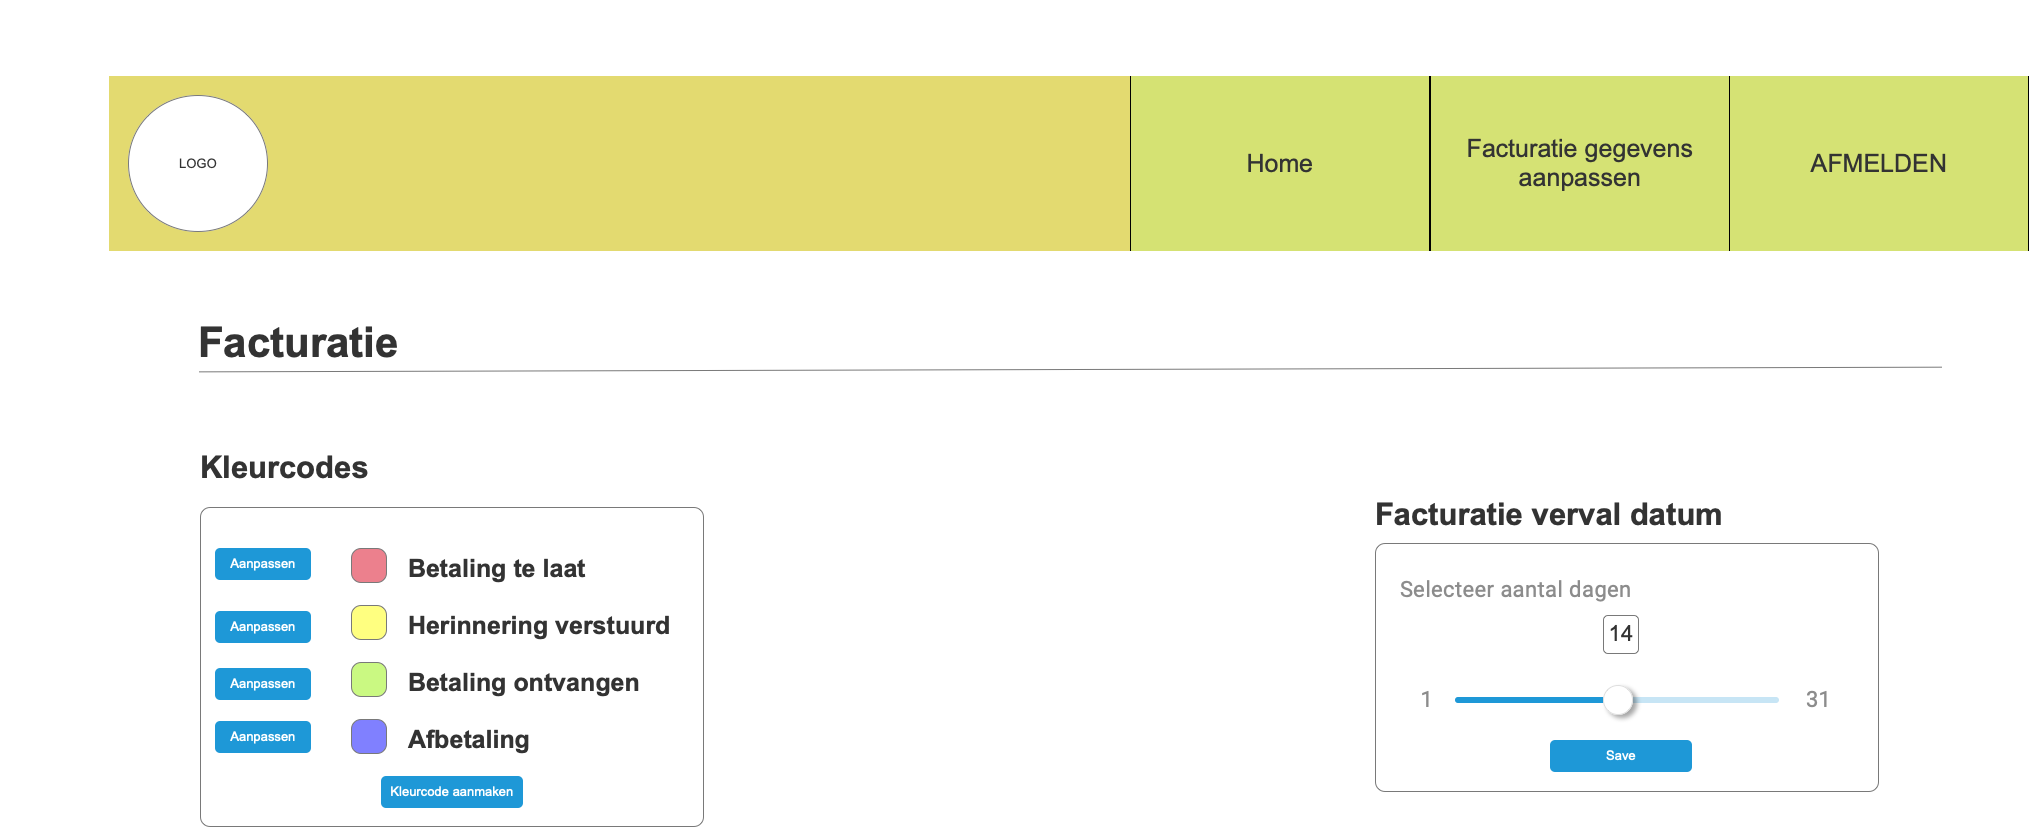 LOGO
Home
Facturatie gegevens
aanpassen
AFMELDEN
Facturatie
Kleurcodes
Aanpassen
Betaling te laat
Aanpassen
Herinnering verstuurd
Aanpassen
Betaling ontvangen
Aanpassen
Afbetaling
Kleurcode aanmaken
Facturatie verval datum
Selecteer aantal dagen
14
1
31
Save